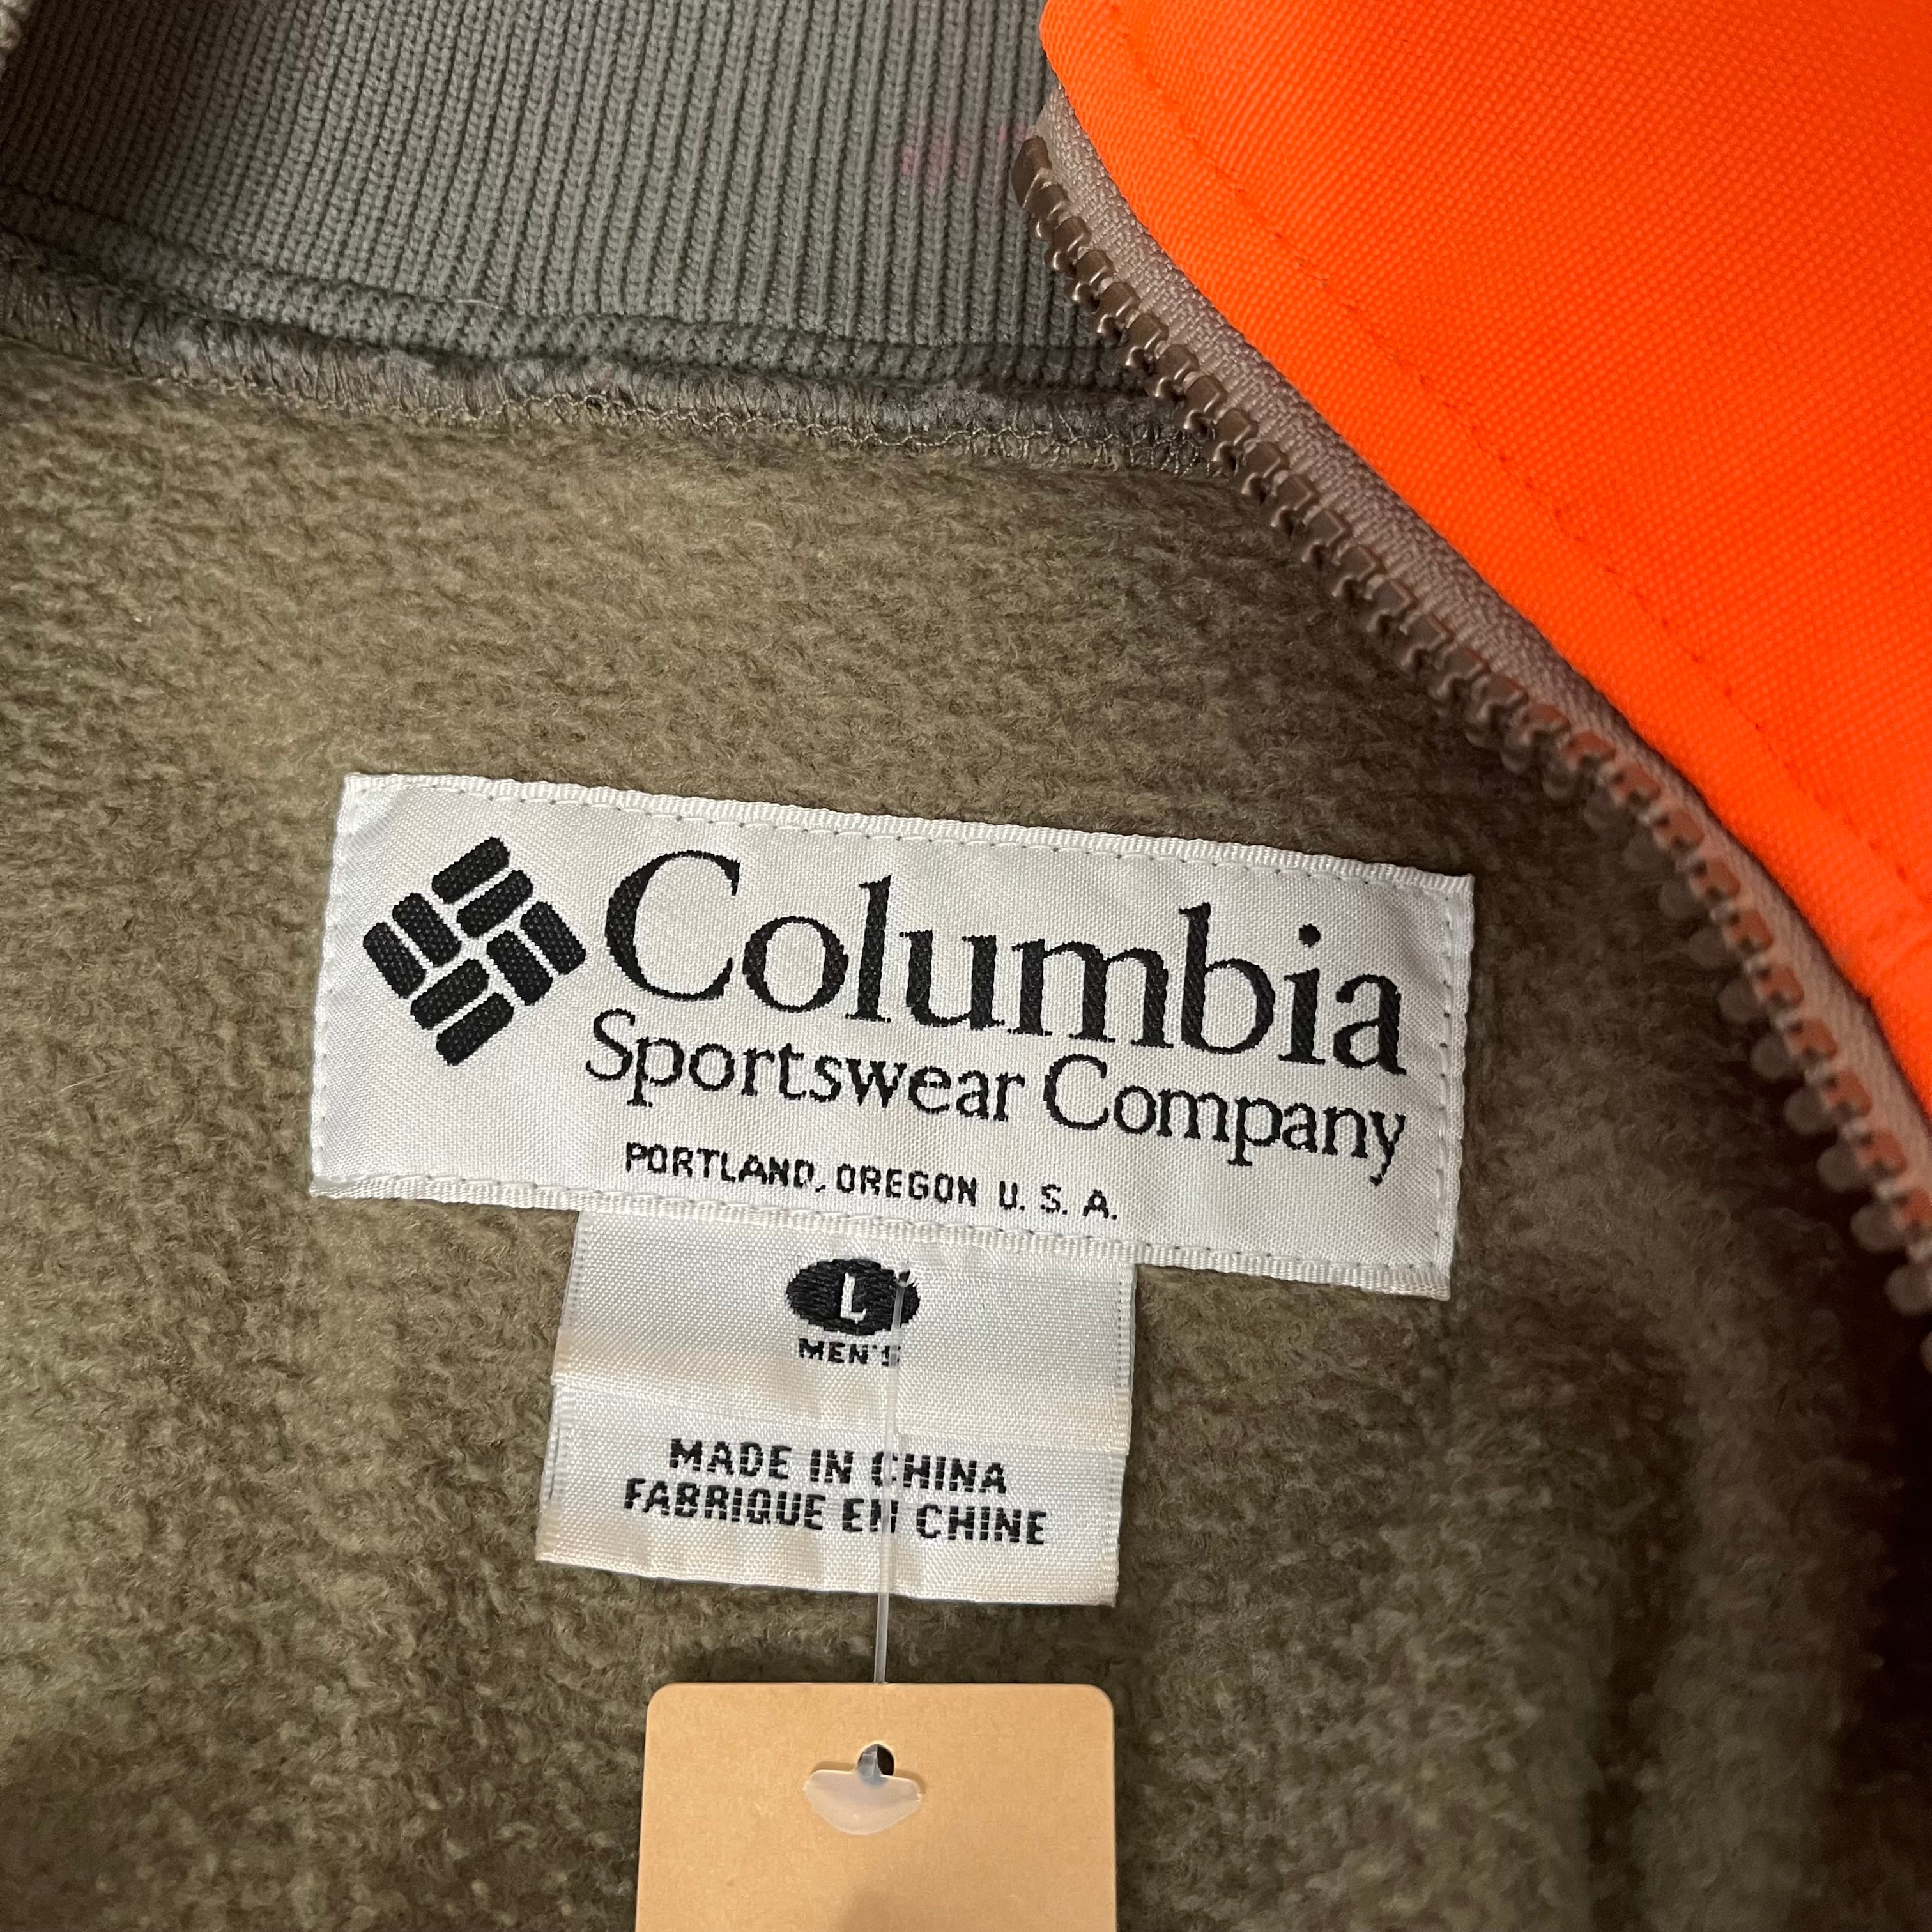 Columbia
Sportswear Company
PORTLAND, OREGON U.S.A.
L
MEN'S
MADE IN CHINA
FABRIQUE EN CHINE